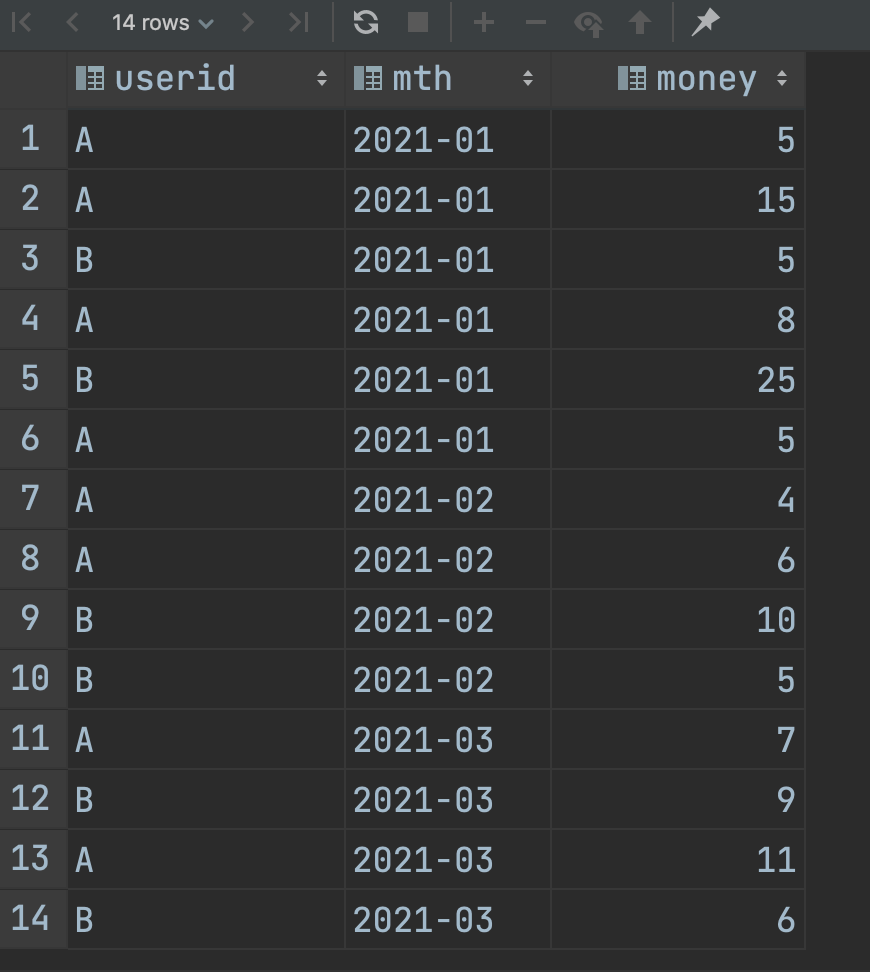 14 rows
userid mth money
1 A 2021-01 5
2 A 2021-01 15
3 B 2021-01 5
4 A 2021-01 8
5 B 2021-01 25
6 A 2021-01 5
7 A 2021-02 4
8 A 2021-02 6
9 B 2021-02 10
10 B 2021-02 5
11 A 2021-03 7
12 B 2021-03 9
13 A 2021-03 11
14 B 2021-03 6